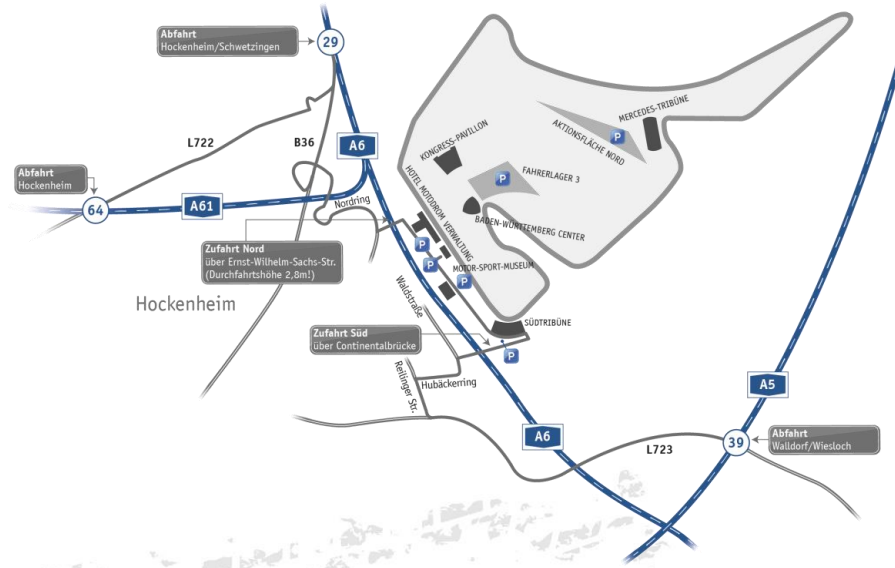 Abfahrt
Hockenheim/Schwetzingen
29
L722
B36
A6
Abfahrt
Hockenheim
64
A61
Nordring
Zufahrt Nord
über Ernst-Wilhelm-Sachs-Str.
(Durchfahrtshöhe 2,8m!)
Hockenheim
KONGRESS-PAVILLON
MERCEDES-TRIBÜNE
P
AKTIONSFLÄCHE NORD
P
FAHRERLAGER 3
HOTEL MOTODROM
VERWALTUNG
BADEN-WÜRTTEMBERG CENTER
P
P
MOTOR-SPORT-MUSEUM
P
Waldstraße
SÜDTRIBÜNE
Zufahrt Süd
über Continentalbrücke
P
Hubäckerring
Reilinger Str.
A5
A6
L723
39
Abfahrt
Walldorf/Wiesloch